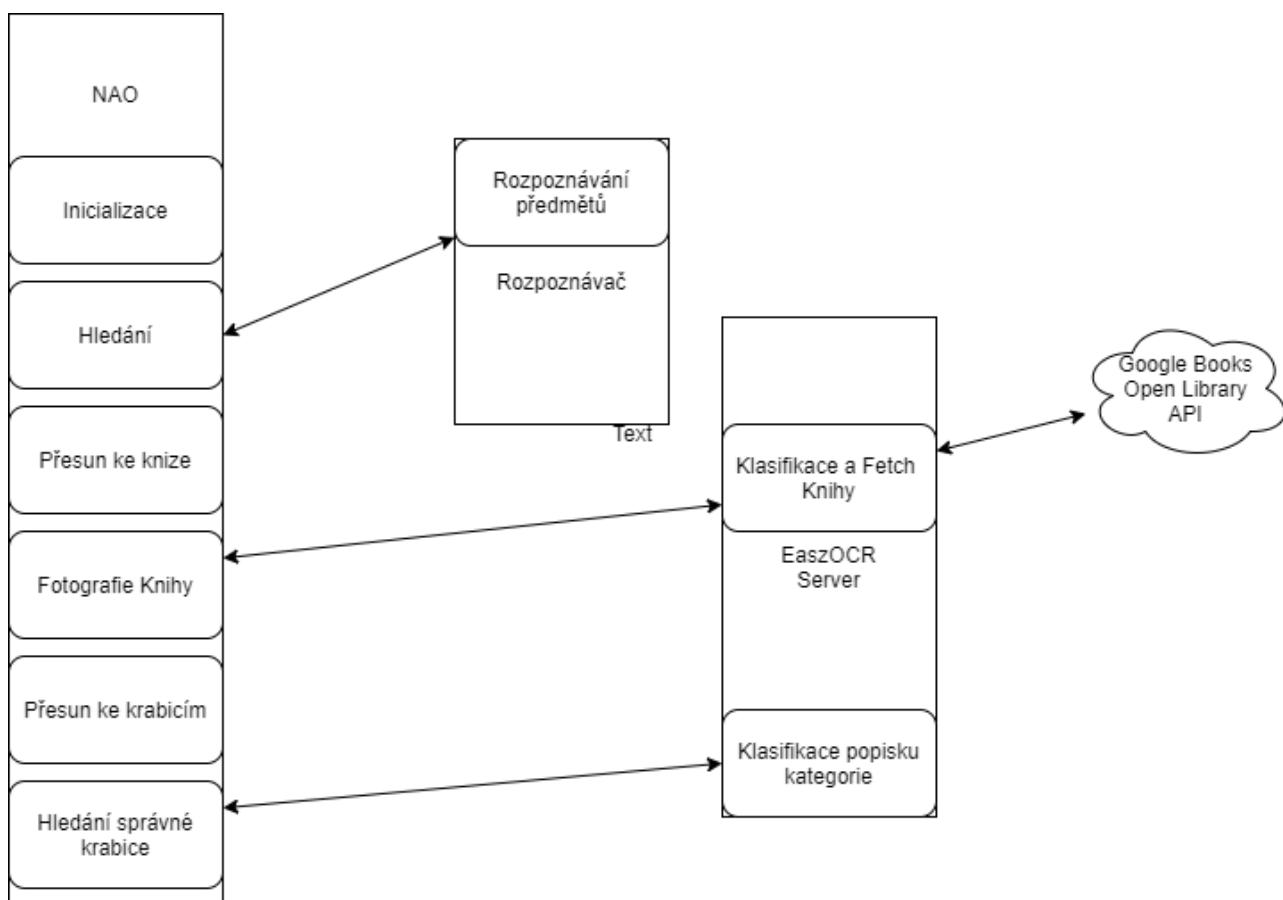 NAO
Inicializace
Hledání
Přesun ke knize
Fotografie Knihy
Přesun ke krabicím
Hledání správné
krabice
Rozpoznávání
předmětů
Rozpoznávač
Text
Klasifikace a Fetch
Knihy
EaszOCR
Server
Klasifikace popisku
kategorie
Google Books
Open Library
API